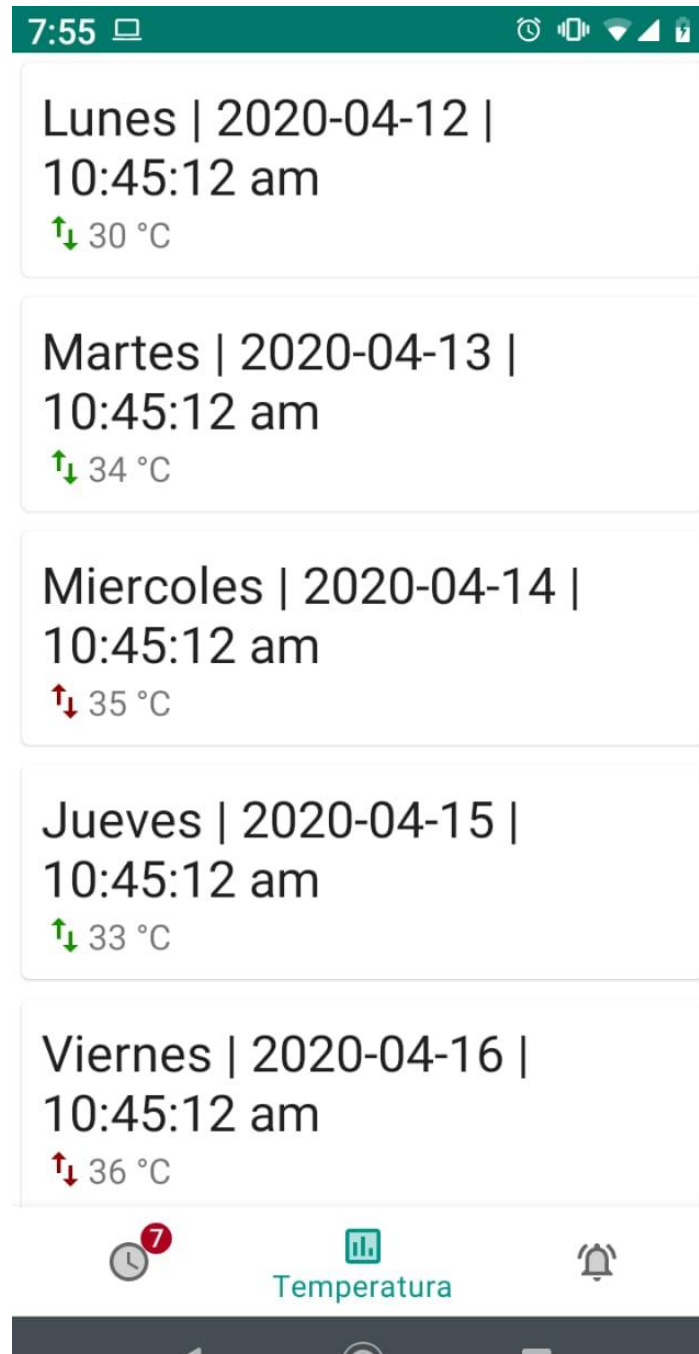 7:55
Lunes | 2020-04-12 |
10:45:12 am
30 °C
Martes | 2020-04-13 |
10:45:12 am
34 °C
Miercoles | 2020-04-14 |
10:45:12 am
35 °C
Jueves | 2020-04-15 |
10:45:12 am
33 °C
Viernes | 2020-04-16 |
10:45:12 am
36 °C
7
Temperatura